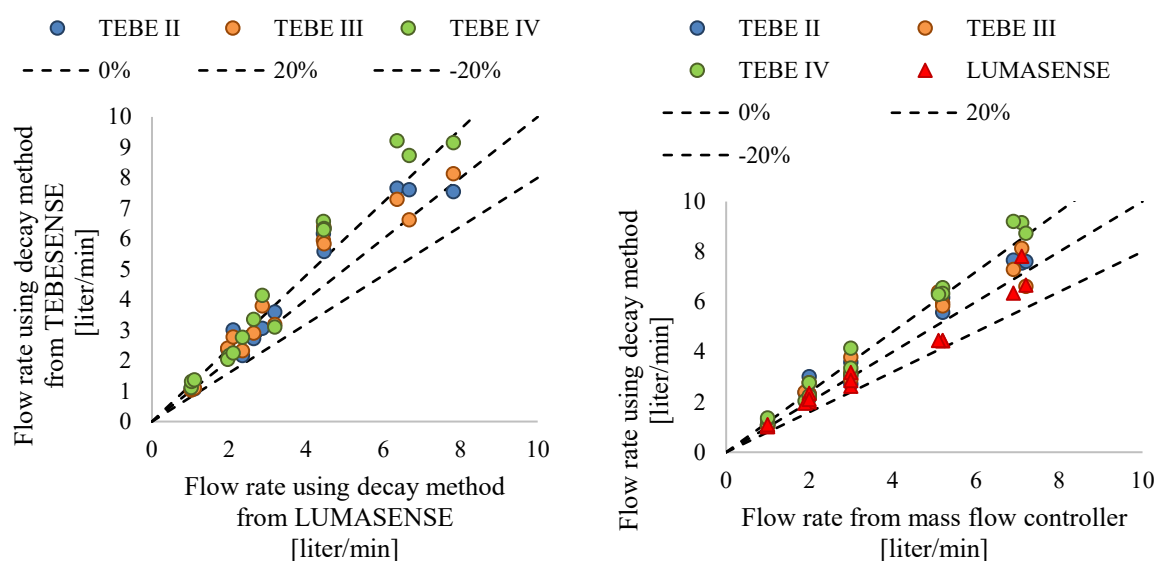 TEBE II TEBE III TEBE IV
0% 20% -20%
10
9
8
7
6
5
4
3
2
1
0
0 2 4 6 8 10
Flow rate using decay method
from TEBESENSE
[liter/min]
Flow rate using decay method
from LUMASENSE
[liter/min]
TEBE II TEBE III
TEBE IV LUMASENSE
0% 20%
-20%
10
8
6
4
2
0
0 2 4 6 8 10
Flow rate using decay method
[liter/min]
Flow rate from mass flow controller
[liter/min]